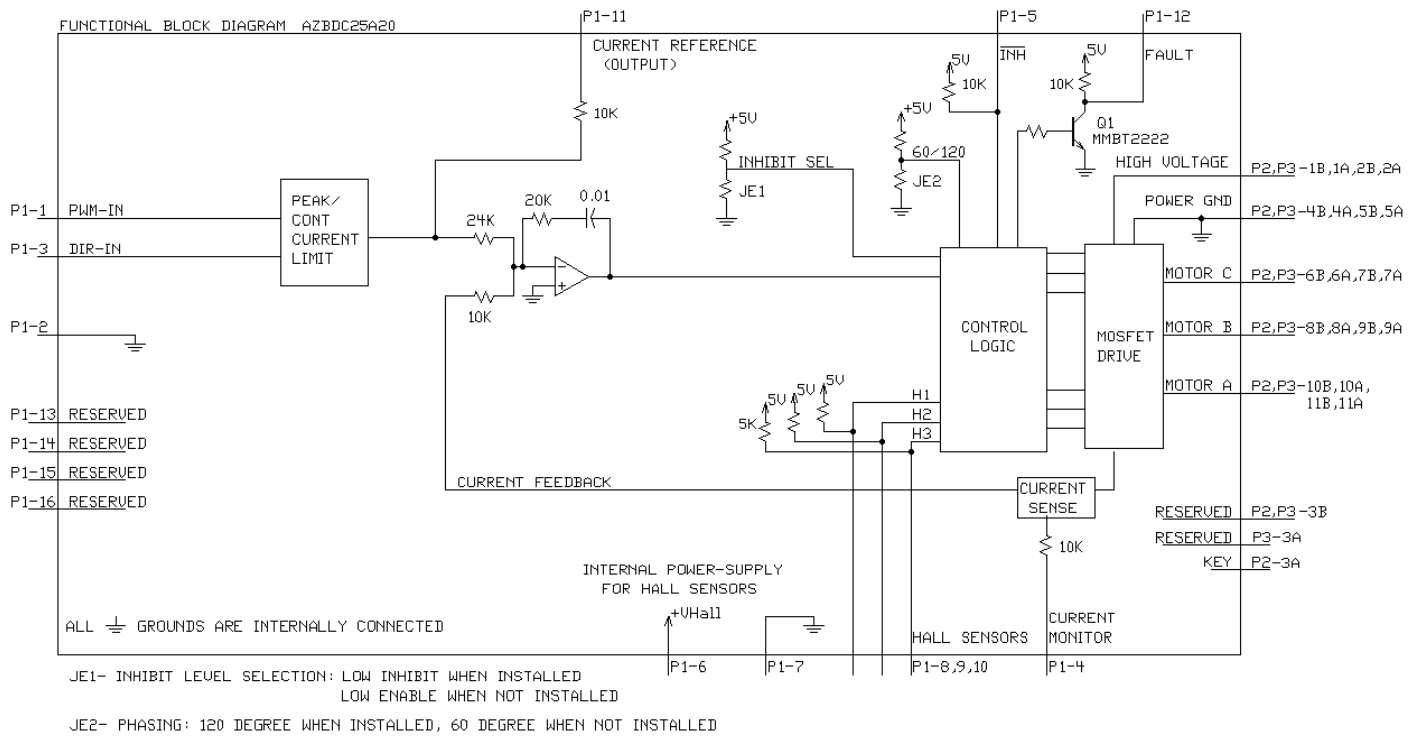 P1-11
P1-5
P1-12
FUNCTIONAL BLOCK DIAGRAM AZBDC25A20
CURRENT REFERENCE
(OUTPUT)
INH
FAULT
5V
10K
5V
10K
10K
Q1
MMBT2222
+5V
INHIBIT SEL
JE1
+5V
60/120
JE2
HIGH VOLTAGE
P2,P3-1B,1A,2B,2A
POWER GND
P2,P3-4B,4A,5B,5A
PEAK/
CONT
CURRENT
LIMIT
P1-1
PWM-IN
P1-3
DIR-IN
20K
0.01
24K
-
+
10K
MOTOR C
P2,P3-6B,6A,7B,7A
CONTROL
LOGIC
MOSFET
DRIVE
MOTOR B
P2,P3-8B,8A,9B,9A
MOTOR A
P2,P3-10B,10A,
11B,11A
P1-2
5V
5V
5V
5K
H1
H2
H3
P1-13
RESERVED
P1-14
RESERVED
P1-15
RESERVED
P1-16
RESERVED
CURRENT FEEDBACK
CURRENT
SENSE
10K
RESERVED
P2,P3-3B
RESERVED
P3-3A
KEY
P2-3A
INTERNAL POWER-SUPPLY
FOR HALL SENSORS
+VHall
ALL GROUNDS ARE INTERNALLY CONNECTED
HALL SENSORS
CURRENT
MONITOR
P1-6
P1-7
P1-8,9,10
P1-4
JE1- INHIBIT LEVEL SELECTION: LOW INHIBIT WHEN INSTALLED
LOW ENABLE WHEN NOT INSTALLED
JE2- PHASING: 120 DEGREE WHEN INSTALLED, 60 DEGREE WHEN NOT INSTALLED